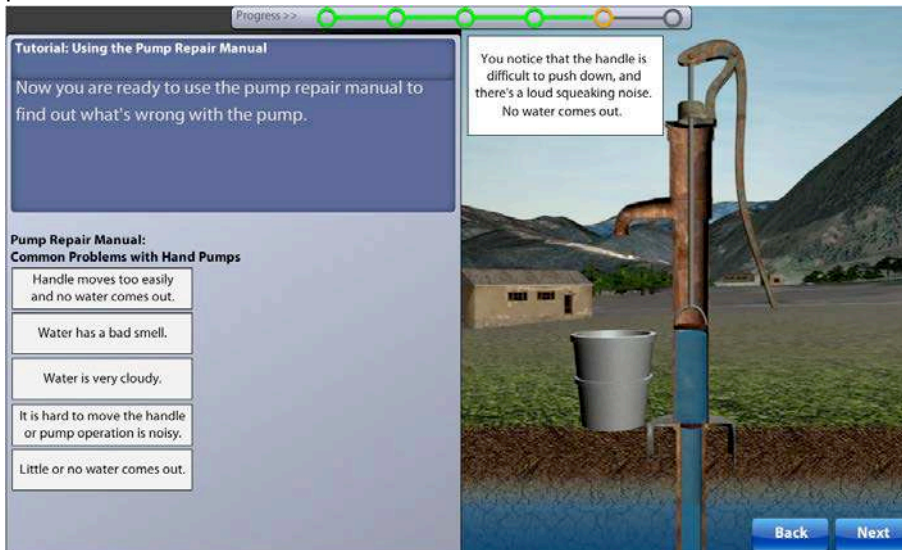 Progress >>
Tutorial: Using the Pump Repair Manual
Now you are ready to use the pump repair manual to
find out what's wrong with the pump.
You notice that the handle is
difficult to push down, and
there's a loud squeaking noise.
No water comes out.
Pump Repair Manual:
Common Problems with Hand Pumps
Handle moves too easily
and no water comes out.
Water has a bad smell.
Water is very cloudy.
It is hard to move the handle
or pump operation is noisy.
Little or no water comes out.
Back
Next